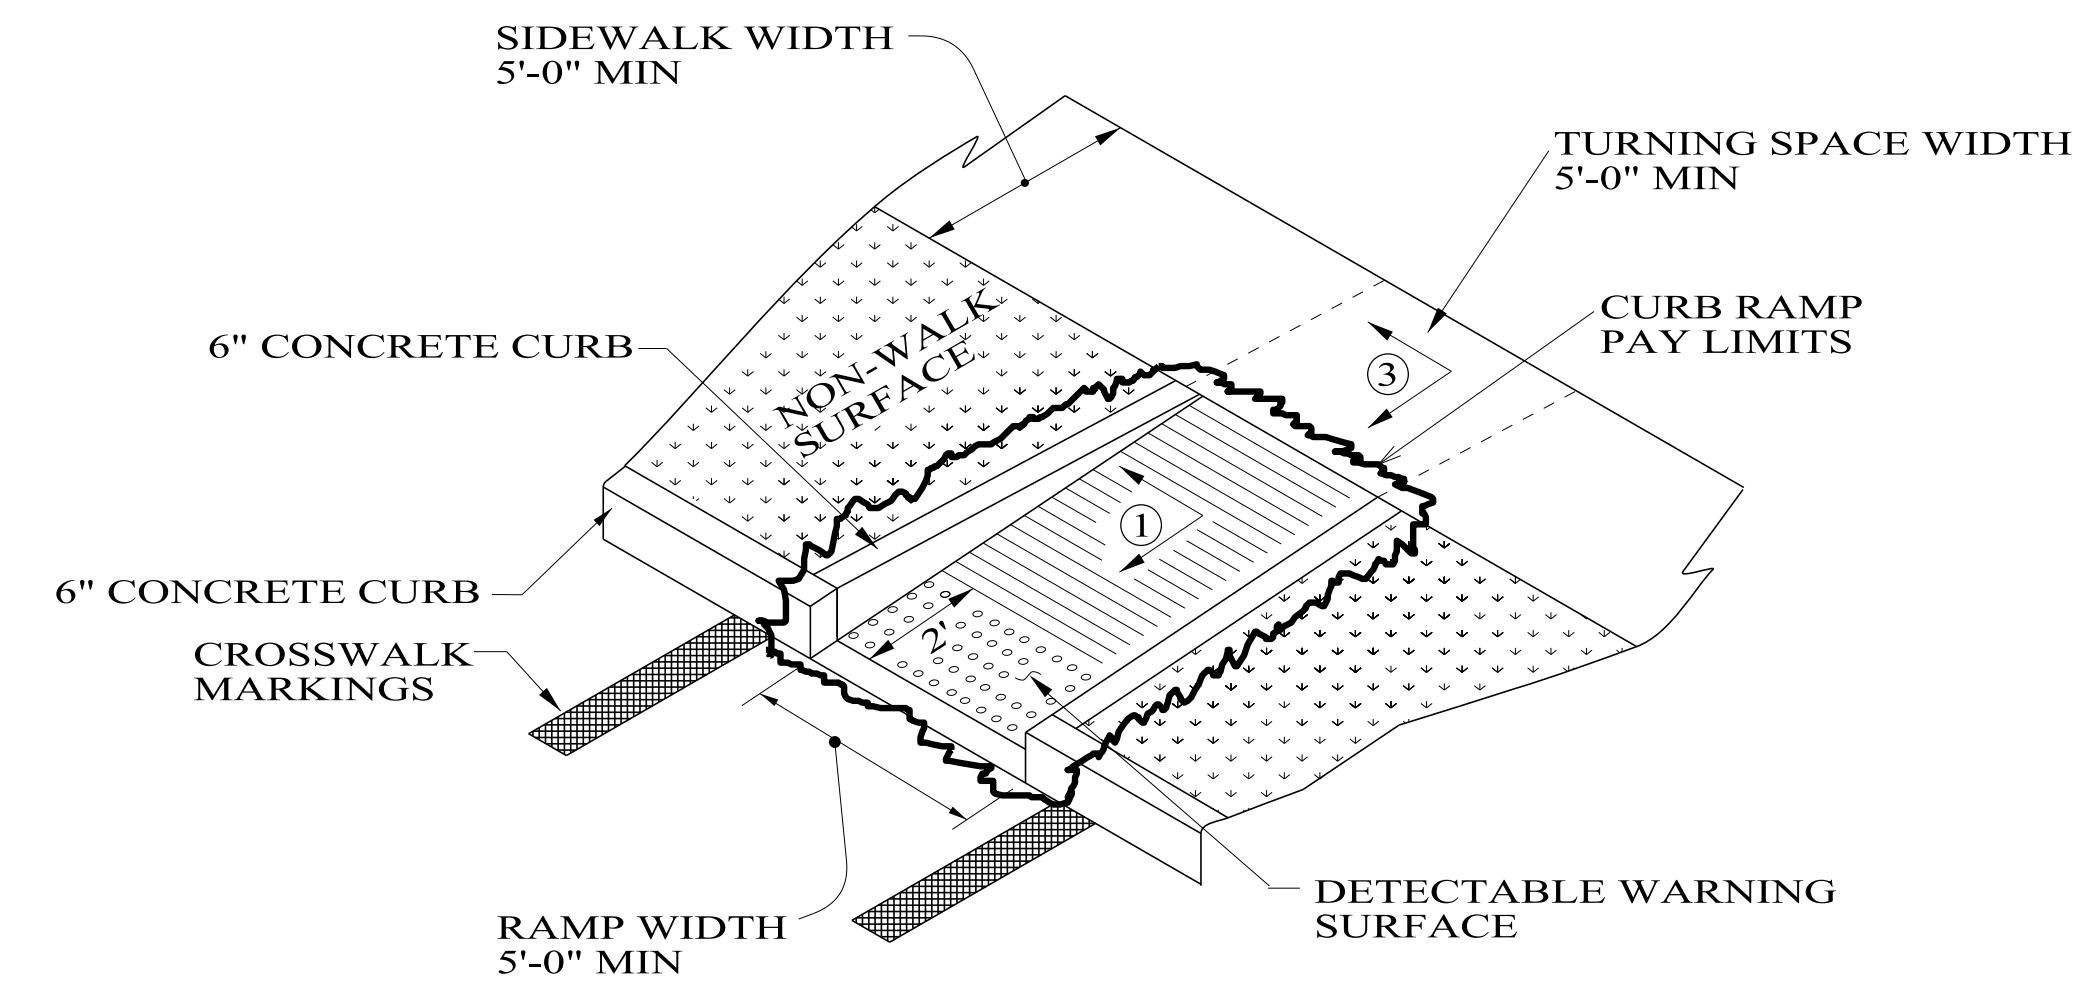 SIDEWALK WIDTH
5'-0" MIN
TURNING SPACE WIDTH
5'-0" MIN
CURB RAMP
PAY LIMITS
6" CONCRETE CURB
NON-WALK
SURFACE
3
1
2'
6" CONCRETE CURB
CROSSWALK
MARKINGS
RAMP WIDTH
5'-0" MIN
DETECTABLE WARNING
SURFACE